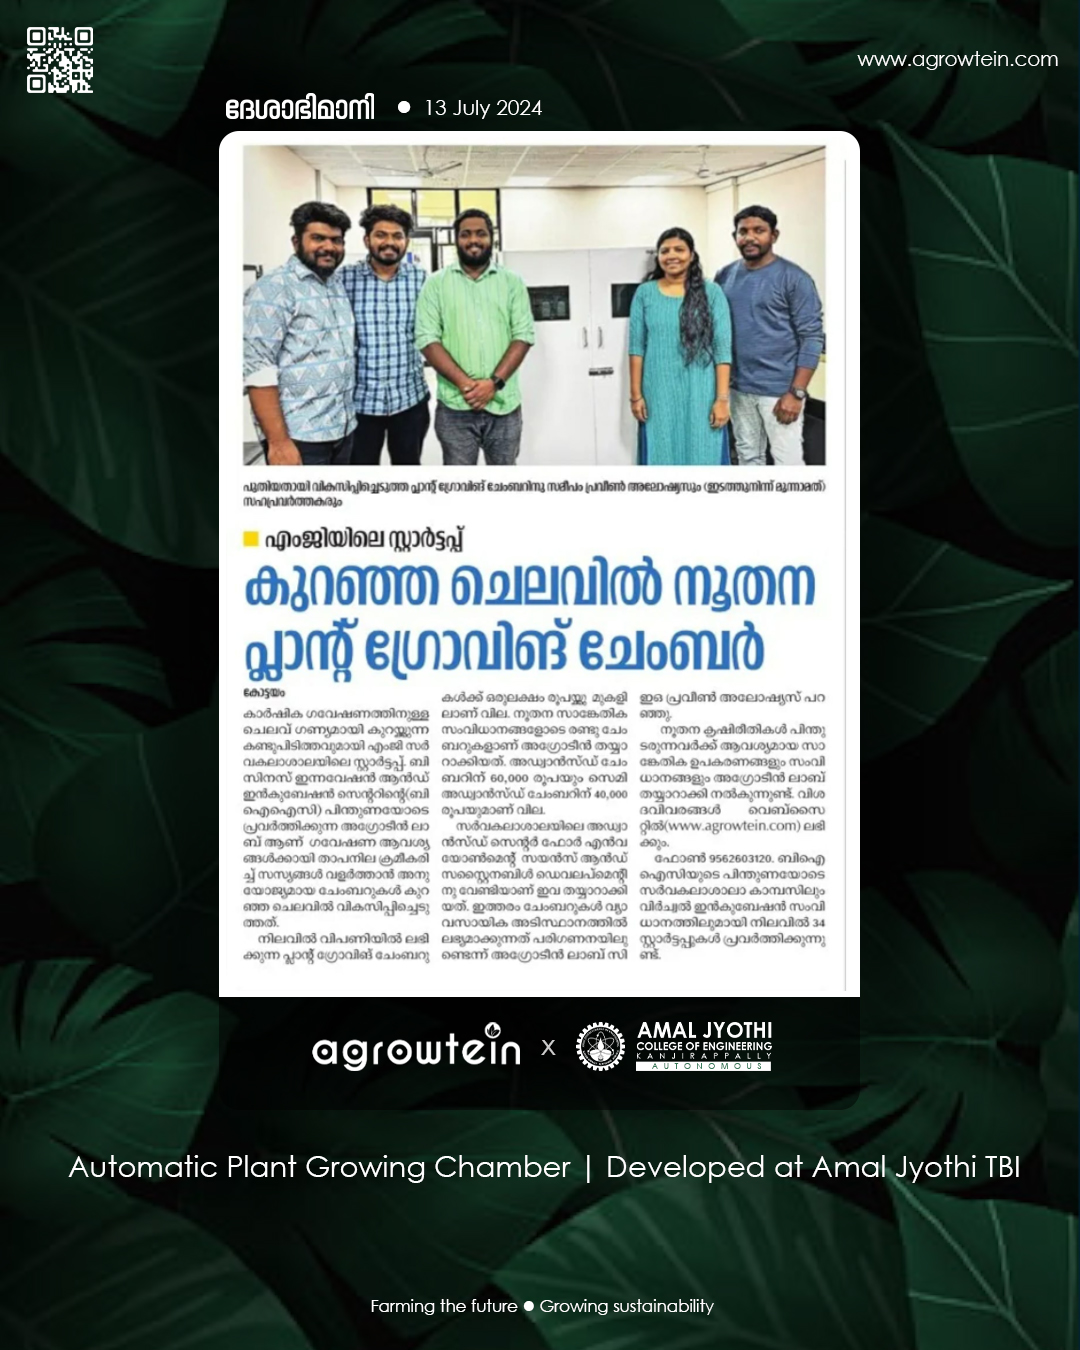 www.agrowtein.com
ദേശാഭിമാനി ● 13 July 2024
പുതിയതായി വികസിപ്പിച്ചെടുത്ത പ്ലാന്റ് ഗ്രോവിങ് ചേംബറിനു സമീപം പ്രവീൺ അലോഷ്യസും (ഇടത്തുനിന്ന് മൂന്നാമത്)
സഹപ്രവർത്തകരും
എംജിയിലെ സ്റ്റാർട്ടപ്പ്
കുറഞ്ഞ ചെലവിൽ നൂതന
പ്ലാന്റ് ഗ്രോവിങ് ചേംബർ
കോട്ടയം
കാർഷിക ഗവേഷണത്തിനുള്ള
ചെലവ് ഗണ്യമായി കുറയ്ക്കുന്ന
കണ്ടുപിടിത്തവുമായി എംജി സർ
വകലാശാലയിലെ സ്റ്റാർട്ടപ്പ്. ബി
സിനസ് ഇന്നവേഷൻ ആൻഡ്
ഇൻകുബേഷൻ സെന്ററിന്റെ(ബി
ഐഐസി) പിന്തുണയോടെ
പ്രവർത്തിക്കുന്ന അഗ്രോടീൻ ലാ
ബ് ആണ് ഗവേഷണ ആവശ്യ
ങ്ങൾക്കായി താപനില ക്രമീകരി
ച്ച് സസ്യങ്ങൾ വളർത്താൻ അനു
യോജ്യമായ ചേംബറുകൾ കുറ
ഞ്ഞ ചെലവിൽ വികസിപ്പിച്ചെടു
ത്തത്.
നിലവിൽ വിപണിയിൽ ലഭി
ക്കുന്ന പ്ലാന്റ് ഗ്രോവിങ് ചേംബറു
കൾക്ക് ഒരുലക്ഷം രൂപയ്ക്കു മുകളി
ലാണ് വില. നൂതന സാങ്കേതിക
സംവിധാനങ്ങളോടെ രണ്ടു ചേം
ബറുകളാണ് അഗ്രോടീൻ തയ്യാ
റാക്കിയത്. അഡ്വാൻസ്ഡ് ചേം
ബറിന് 60,000 രൂപയും സെമി
അഡ്വാൻസ്ഡ് ചേംബറിന് 40,000
രൂപയുമാണ് വില.
സർവകലാശാലയിലെ അഡ്വാ
ൻസ്ഡ് സെന്റർ ഫോർ എൻവ
യോൺമെന്റ് സയൻസ് ആൻഡ്
സസ്റ്റൈനബിൾ ഡെവലപ്മെന്റി
നു വേണ്ടിയാണ് ഇവ തയ്യാറാക്കി
യത്. ഇത്തരം ചേംബറുകൾ വ്യാ
വസായിക അടിസ്ഥാനത്തിൽ
ലഭ്യമാക്കുന്നത് പരിഗണനയിലു
ണ്ടെന്ന് അഗ്രോടീൻ ലാബ് സി
ഇഒ പ്രവീൺ അലോഷ്യസ് പറ
ഞ്ഞു.
നൂതന കൃഷിരീതികൾ പിന്തു
ടരുന്നവർക്ക് ആവശ്യമായ സാ
ങ്കേതിക ഉപകരണങ്ങളും സംവി
ധാനങ്ങളും അഗ്രോടീൻ ലാബ്
തയ്യാറാക്കി നൽകുന്നുണ്ട്. വിശ
ദവിവരങ്ങൾ വെബ്സൈ
റ്റിൽ(www.agrowtein.com) ലഭി
ക്കും.
ഫോൺ 9562603120. ബിഐ
ഐസിയുടെ പിന്തുണയോടെ
സർവകലാശാലാ കാമ്പസിലും
വിർച്വൽ ഇൻകുബേഷൻ സംവി
ധാനത്തിലുമായി നിലവിൽ 34
സ്റ്റാർട്ടപ്പുകൾ പ്രവർത്തിക്കുന്നു
ണ്ട്.
agrowtein x AMAL JYOTHI
COLLEGE OF ENGINEERING
KANJIRAPPALLY
AUTONOMOUS
Automatic Plant Growing Chamber | Developed at Amal Jyothi TBI
Farming the future ● Growing sustainability